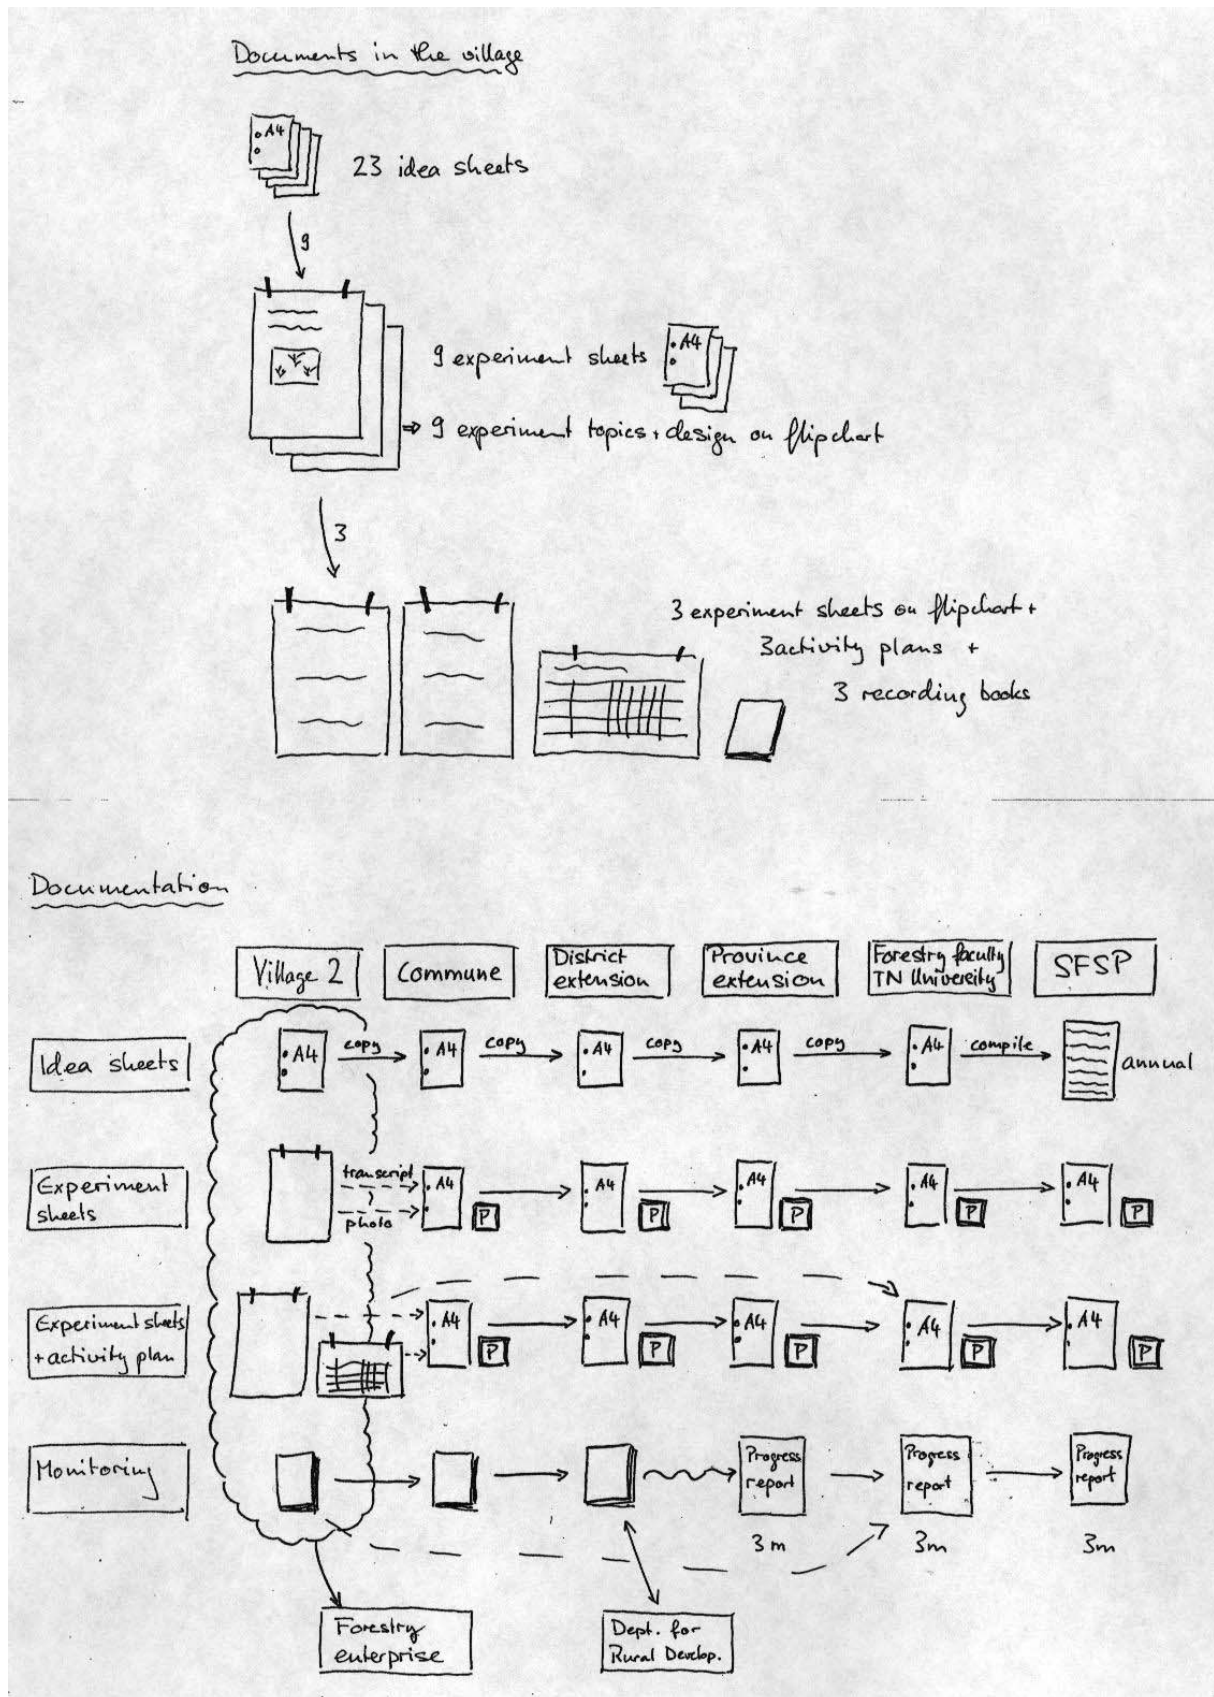 Documents in the village
A4
23 idea sheets
9
9 experiment sheets
A4
⇒ 9 experiment topics + design on flipchart
3
3 experiment sheets on flipchart +
3 activity plans +
3 recording books
Documentation
Village 2
Commune
District
extension
Province
extension
Forestry faculty
TN University
SFSP
Idea sheets
A4
copy
A4
copy
A4
copy
A4
copy
A4
compile
annual
Experiment
sheets
transcript
photo
A4
P
A4
P
A4
P
A4
P
A4
P
Experiment sheets
+ activity plan
A4
P
A4
P
A4
P
A4
P
A4
P
Monitoring
Progress
report
3m
Progress
report
3m
Progress
report
3m
Forestry
enterprise
Dept. for
Rural Develop.